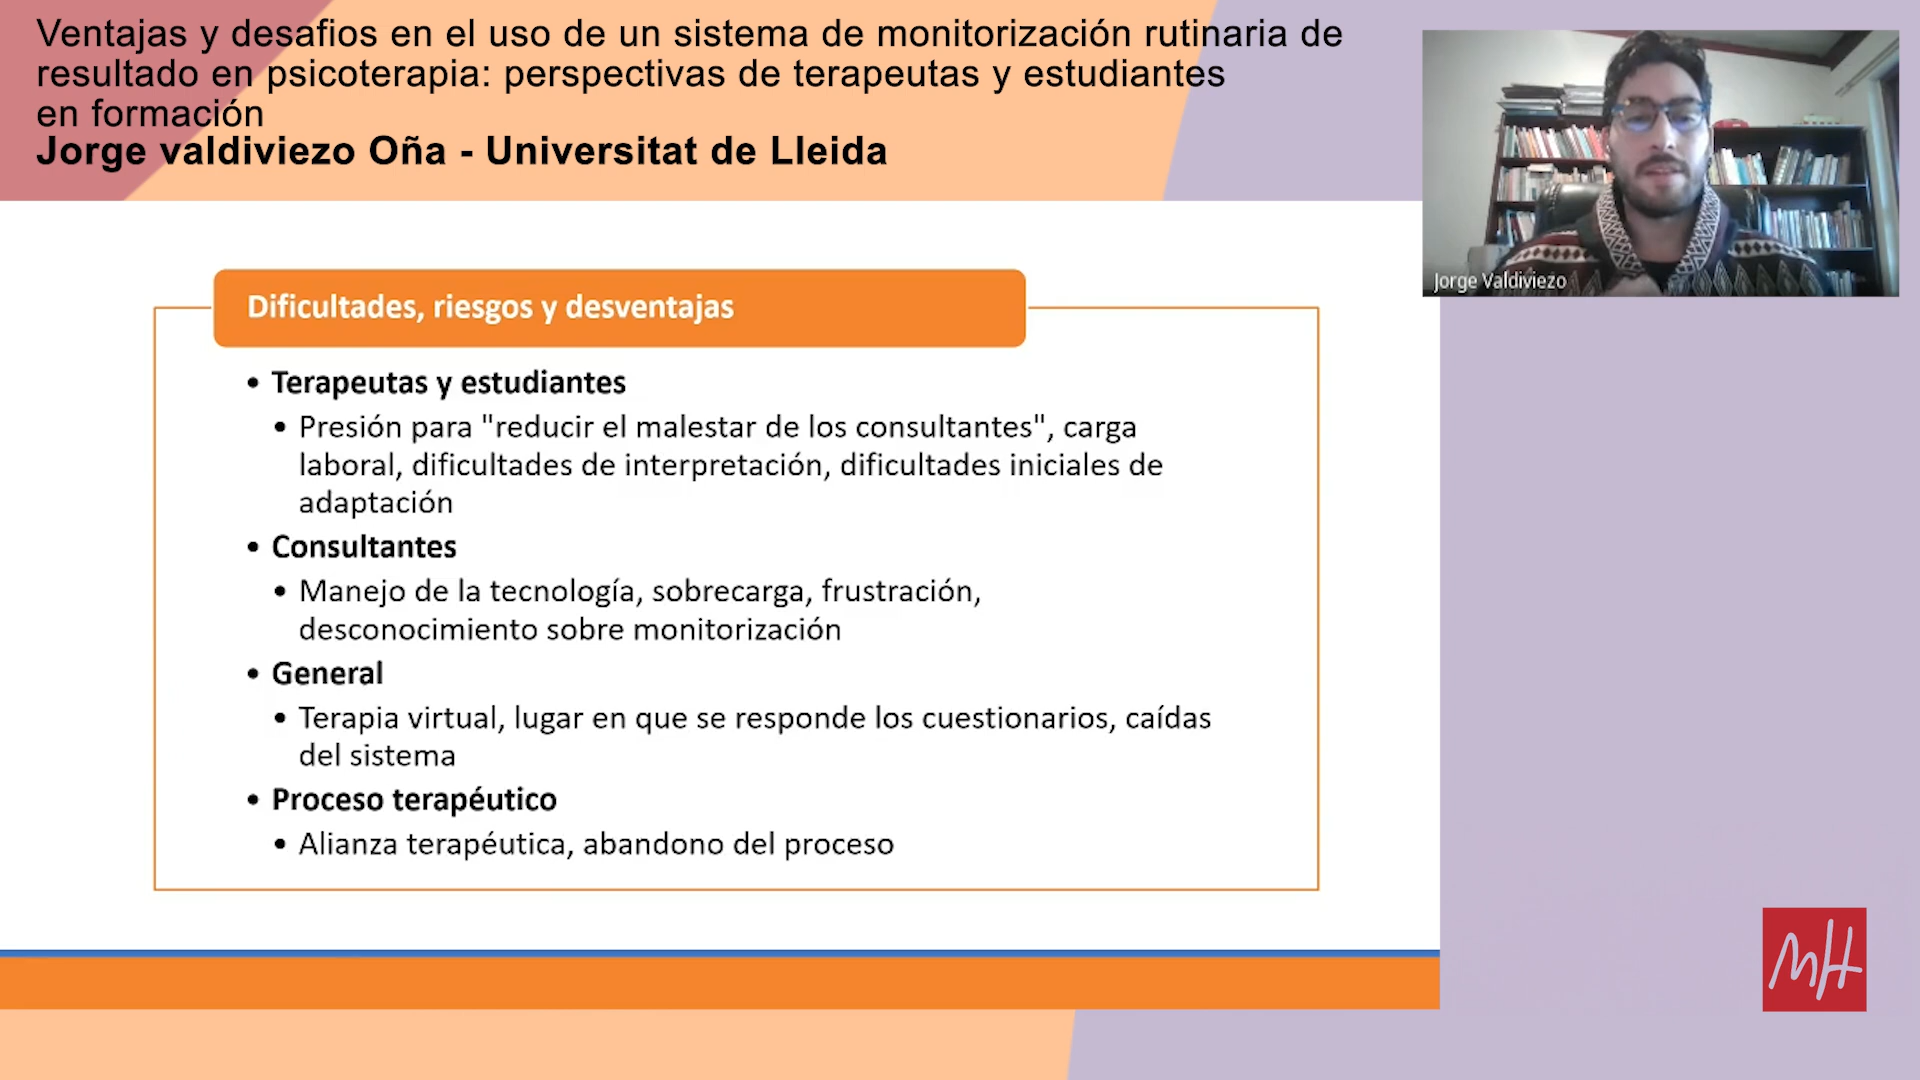 Ventajas y desafios en el uso de un sistema de monitorización rutinaria de
resultado en psicoterapia: perspectivas de terapeutas y estudiantes
en formación
Jorge valdiviezo Oña - Universitat de Lleida
Jorge Valdiviezo
Dificultades, riesgos y desventajas
• Terapeutas y estudiantes
• Presión para "reducir el malestar de los consultantes", carga
laboral, dificultades de interpretación, dificultades iniciales de
adaptación
• Consultantes
• Manejo de la tecnología, sobrecarga, frustración,
desconocimiento sobre monitorización
• General
• Terapia virtual, lugar en que se responde los cuestionarios, caídas
del sistema
• Proceso terapéutico
• Alianza terapéutica, abandono del proceso
MH